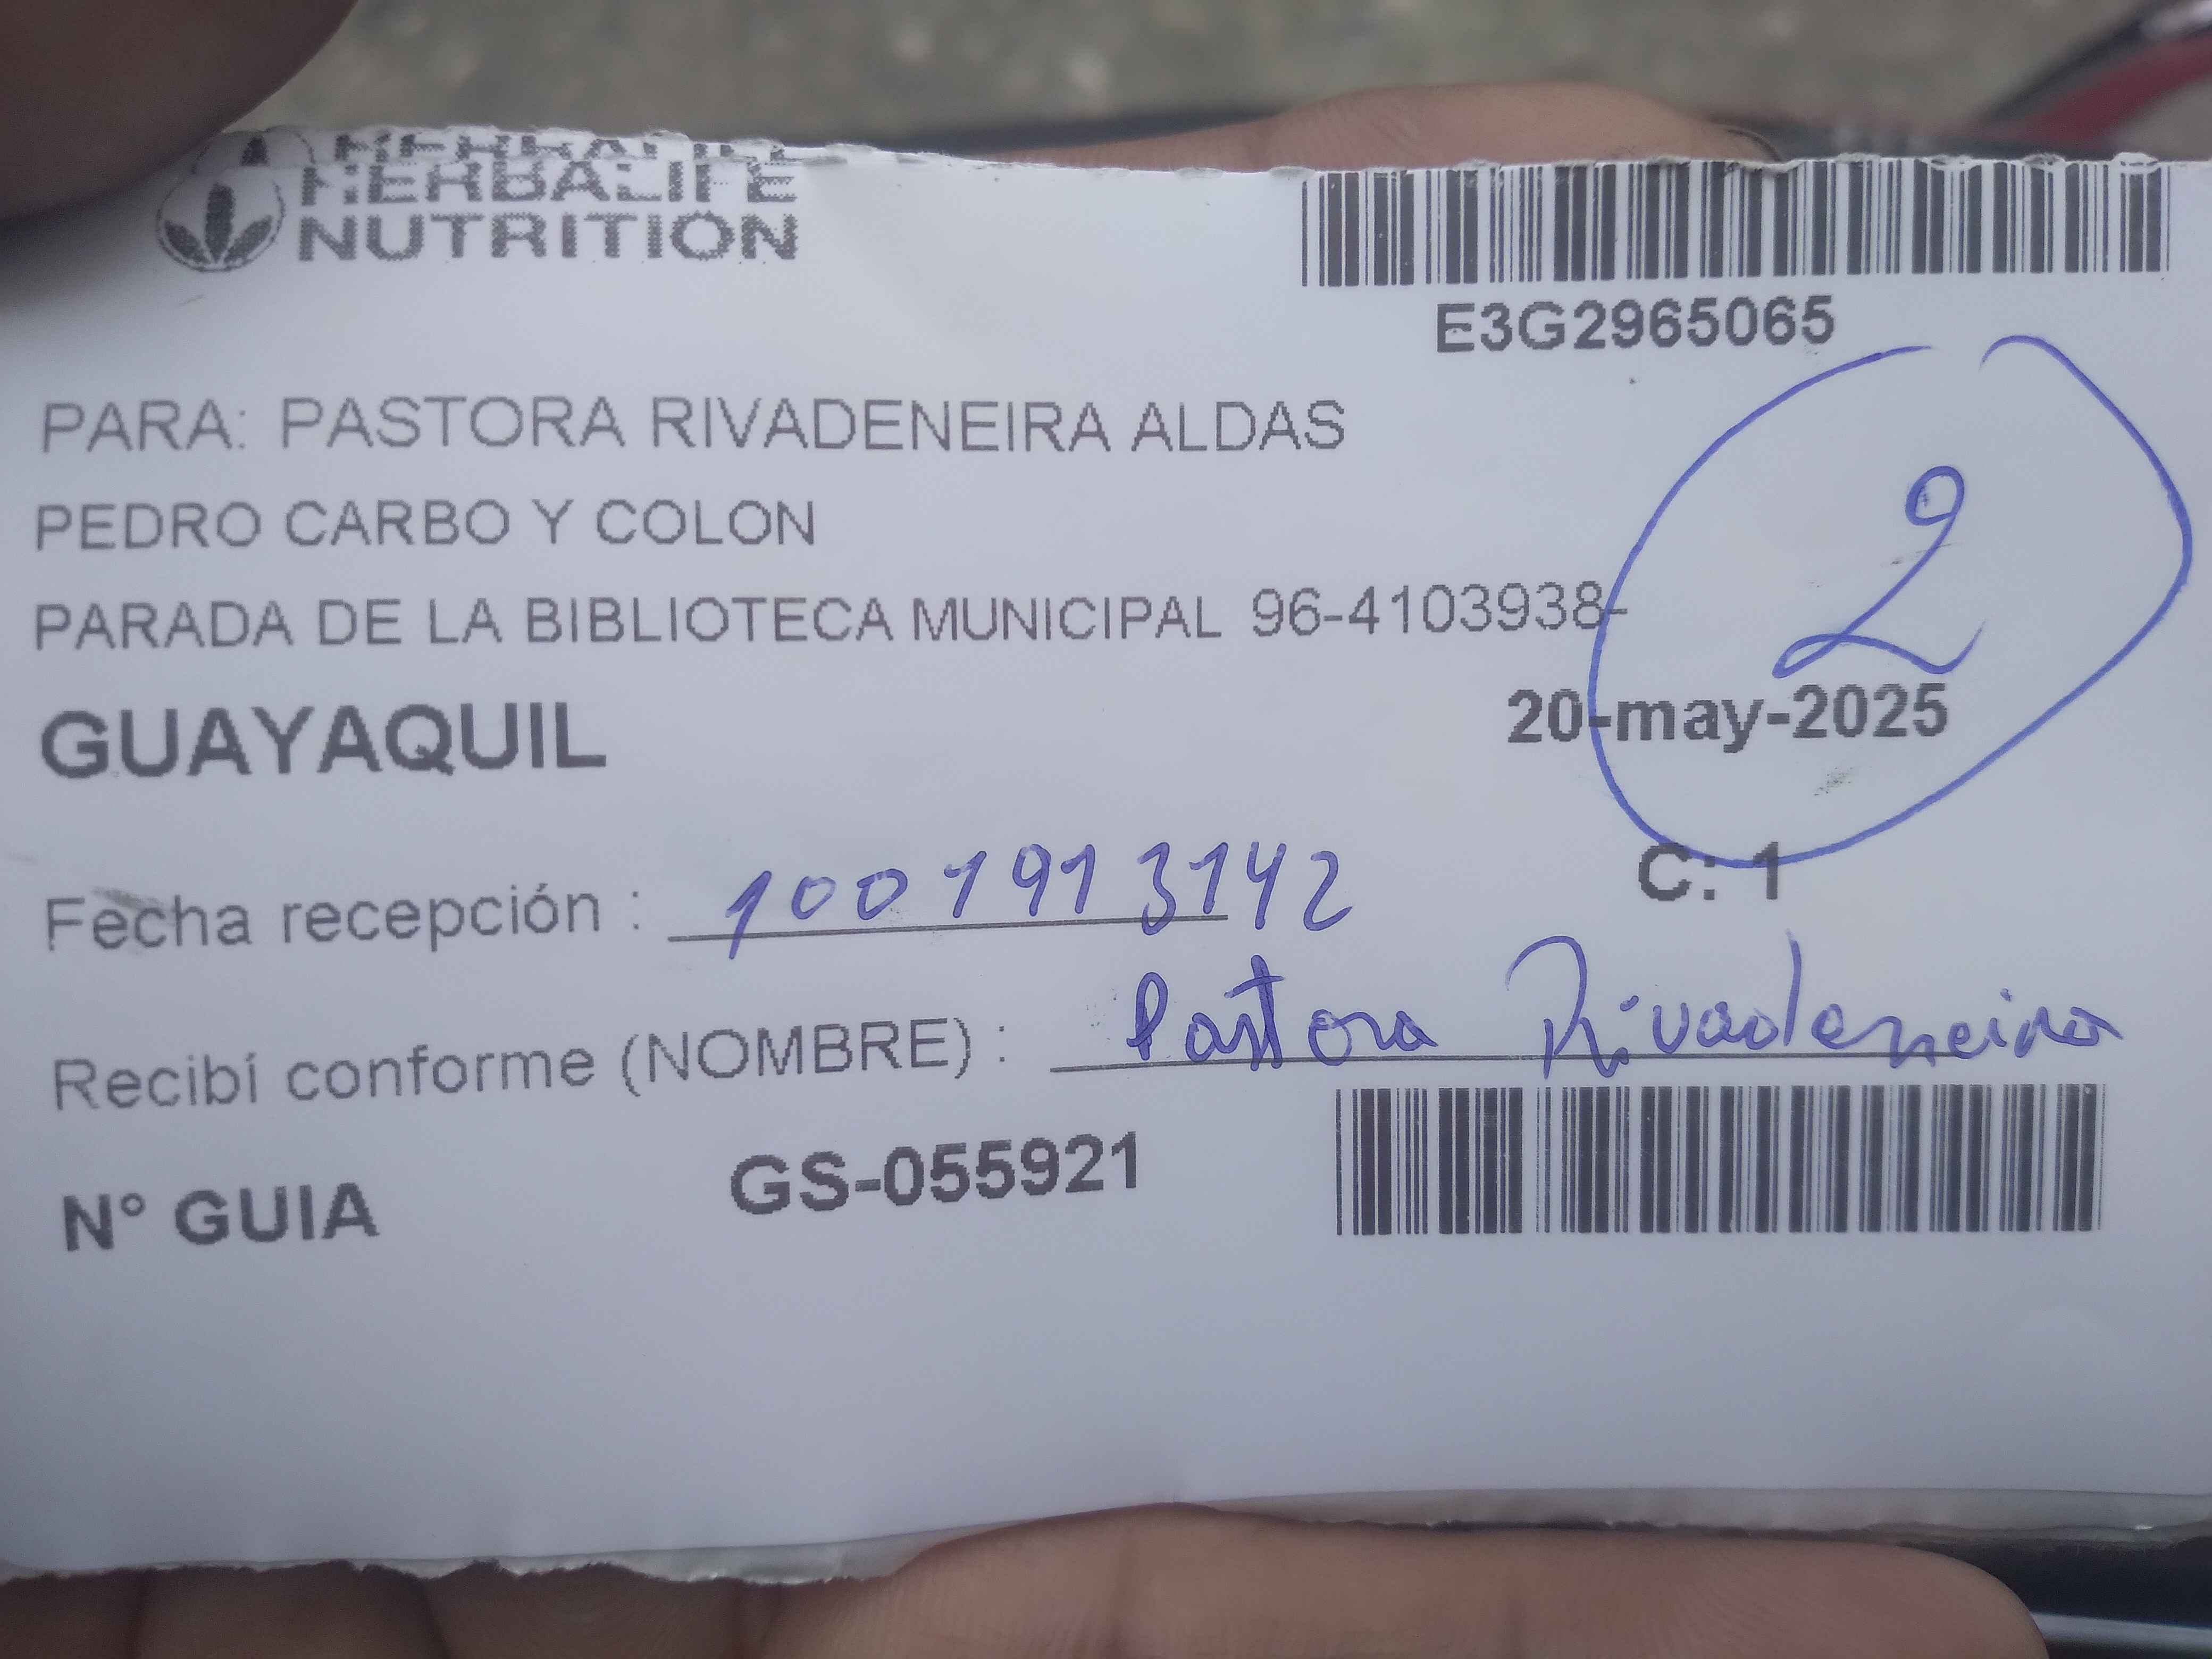 HERBALIFE
HERBALIFE
NUTRITION
E3G2965065
PARA: PASTORA RIVADENEIRA ALDAS
PEDRO CARBO Y COLON
2
PARADA DE LA BIBLIOTECA MUNICIPAL 96-4103938-
GUAYAQUIL
20-may-2025
C: 1
Fecha recepción : 1001913142
Recibí conforme (NOMBRE) : Pastora Rivadeneira
N° GUIA GS-055921